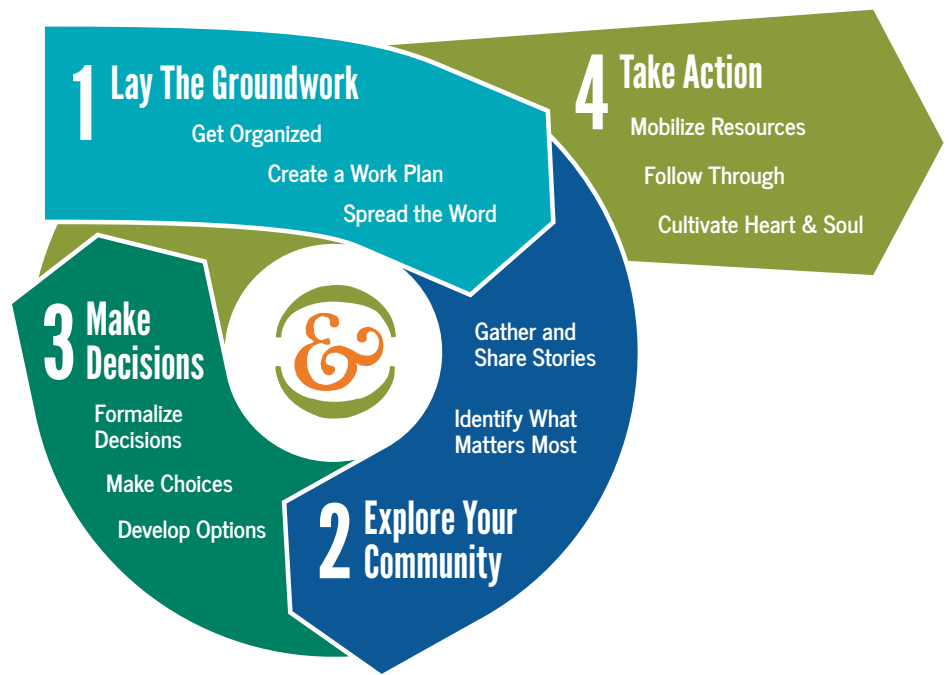 1 Lay The Groundwork
Get Organized
Create a Work Plan
Spread the Word
4 Take Action
Mobilize Resources
Follow Through
Cultivate Heart & Soul
&
Gather and
Share Stories
Identify What
Matters Most
2 Explore Your
Community
3 Make
Decisions
Formalize
Decisions
Make Choices
Develop Options